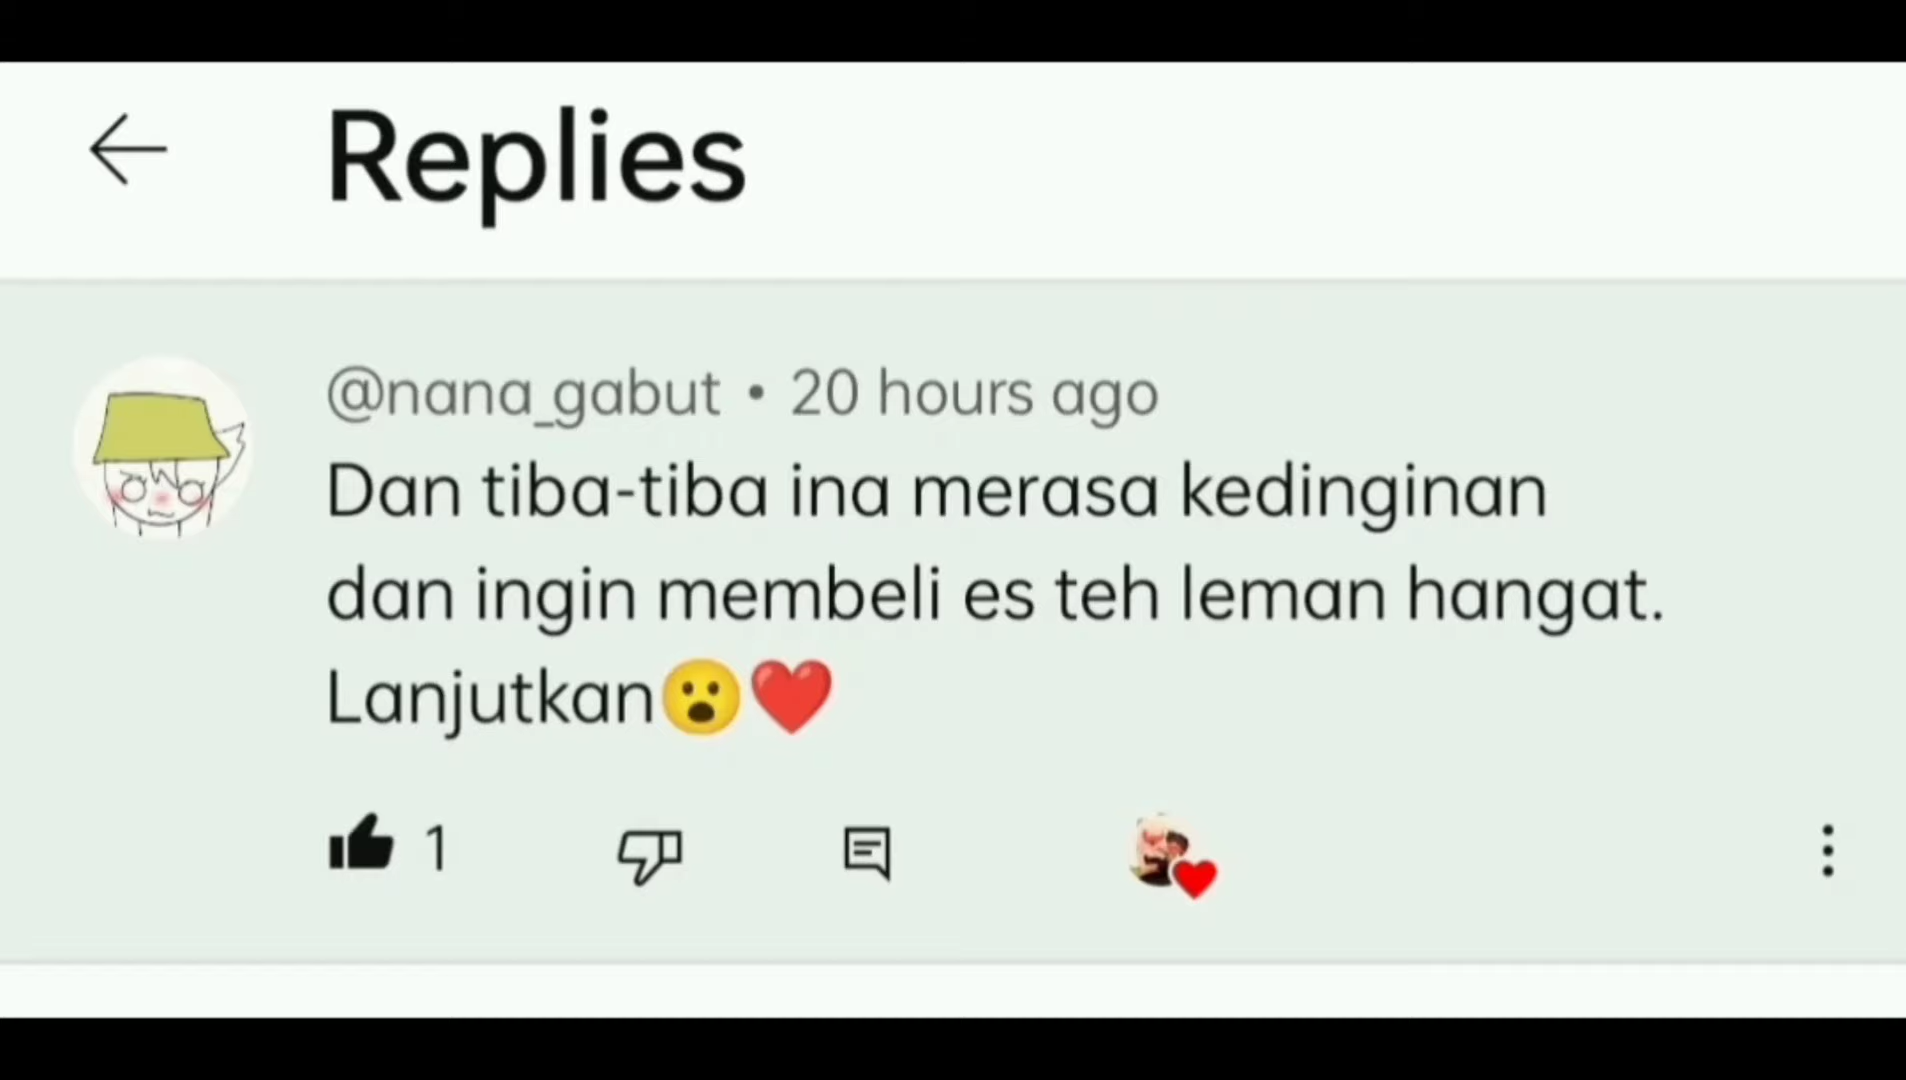 Replies
@nana_gabut • 20 hours ago
Dan tiba-tiba ina merasa kedinginan
dan ingin membeli es teh leman hangat.
Lanjutkan😮❤️
1